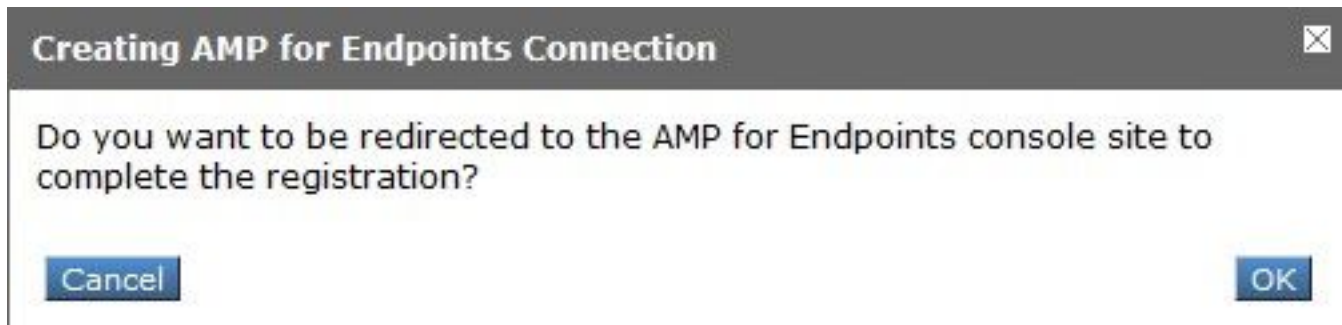 Creating AMP for Endpoints Connection
Do you want to be redirected to the AMP for Endpoints console site to
complete the registration?
Cancel
OK